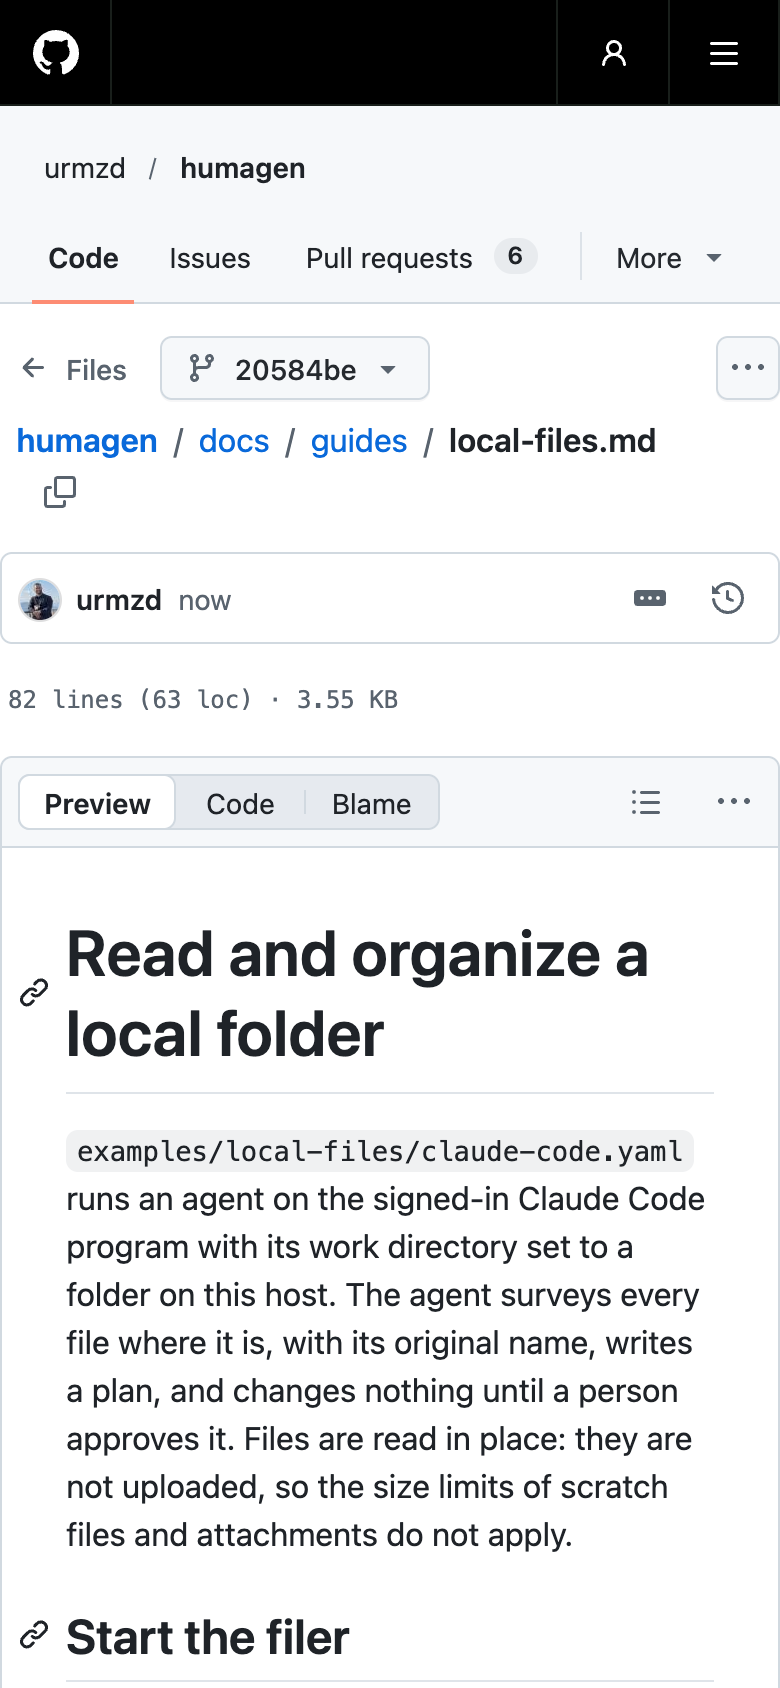 urmzd / humagen
Code Issues Pull requests 6 More
Files 20584be
humagen / docs / guides / local-files.md
urmzd now
82 lines (63 loc) · 3.55 KB
Preview Code Blame
Read and organize a
local folder
examples/local-files/claude-code.yaml
runs an agent on the signed-in Claude Code
program with its work directory set to a
folder on this host. The agent surveys every
file where it is, with its original name, writes
a plan, and changes nothing until a person
approves it. Files are read in place: they are
not uploaded, so the size limits of scratch
files and attachments do not apply.
Start the filer